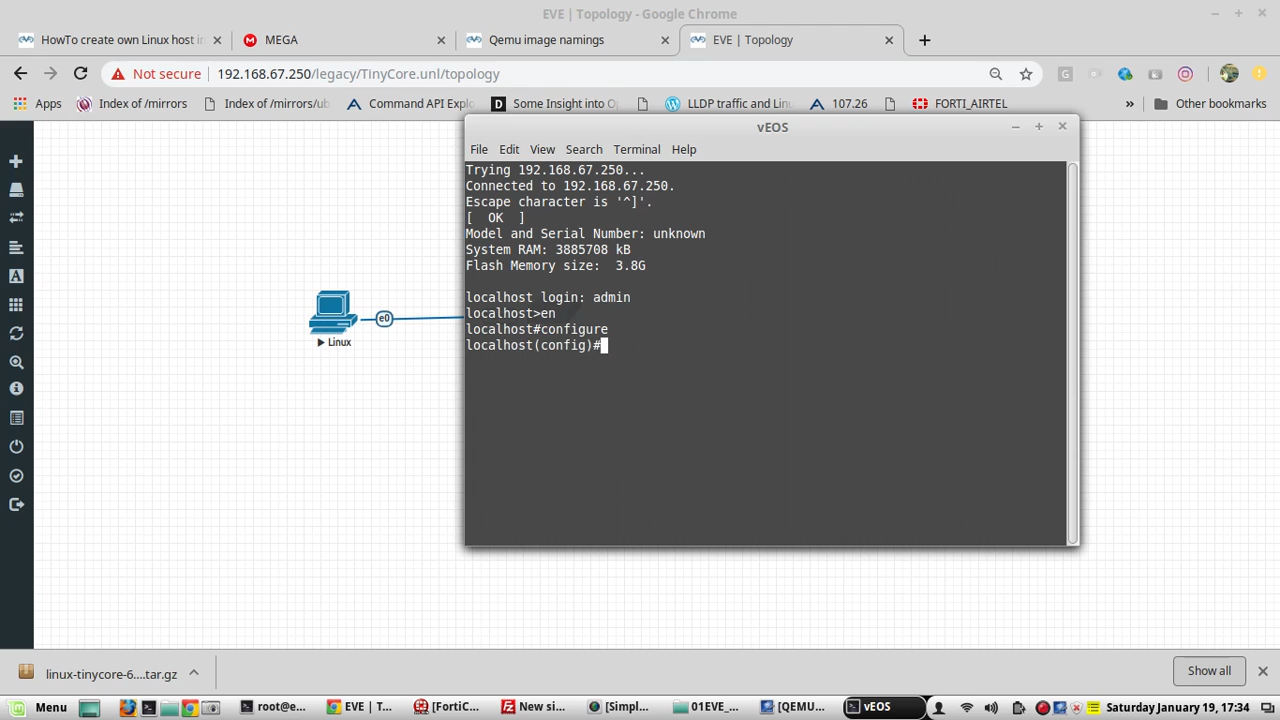 EVE | Topology - Google Chrome
HowTo create own Linux host in
MEGA
Qemu image namings
EVE | Topology
Not secure
192.168.67.250/legacy/TinyCore.unl/topology
Apps
Index of /mirrors/
Index of /mirrors/ub
Command API Explo
Some Insight into Op
LLDP Traffic and Linu
107.26
FORTI_AIRTEL
»
Other bookmarks
vEOS
File Edit View Search Terminal Help
Trying 192.168.67.250...
Connected to 192.168.67.250.
Escape character is '^]'.
[  OK  ]
Model and Serial Number: unknown
System RAM: 3885708 kB
Flash Memory size:  3.8G
localhost login: admin
localhost>en
localhost#configure
localhost(config)#
e0
Linux
linux-tinycore-6....tar.gz
Show all
Menu
root@e...
EVE | T...
[FortiC...
New si...
[Simpl...
01EVE_...
[QEMU...
vEOS
Saturday January 19, 17:34